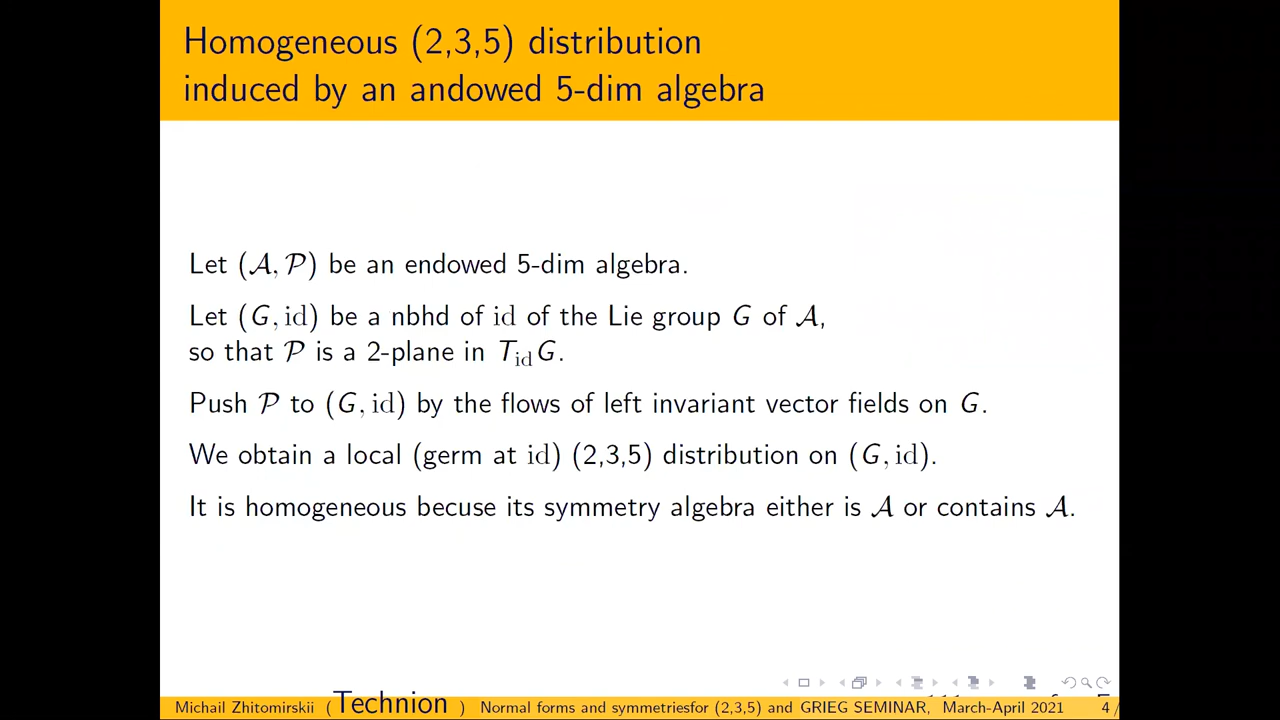 Homogeneous (2,3,5) distribution
induced by an andowed 5-dim algebra
Let (𝒜, 𝒫) be an endowed 5-dim algebra.
Let (G, id) be a nbhd of id of the Lie group G of 𝒜,
so that 𝒫 is a 2-plane in T_id G.
Push 𝒫 to (G, id) by the flows of left invariant vector fields on G.
We obtain a local (germ at id) (2,3,5) distribution on (G, id).
It is homogeneous becuse its symmetry algebra either is 𝒜 or contains 𝒜.
Michail Zhitomirskii ( Technion ) Normal forms and symmetriesfor (2,3,5) and GRIEG SEMINAR, March-April 2021 4 /